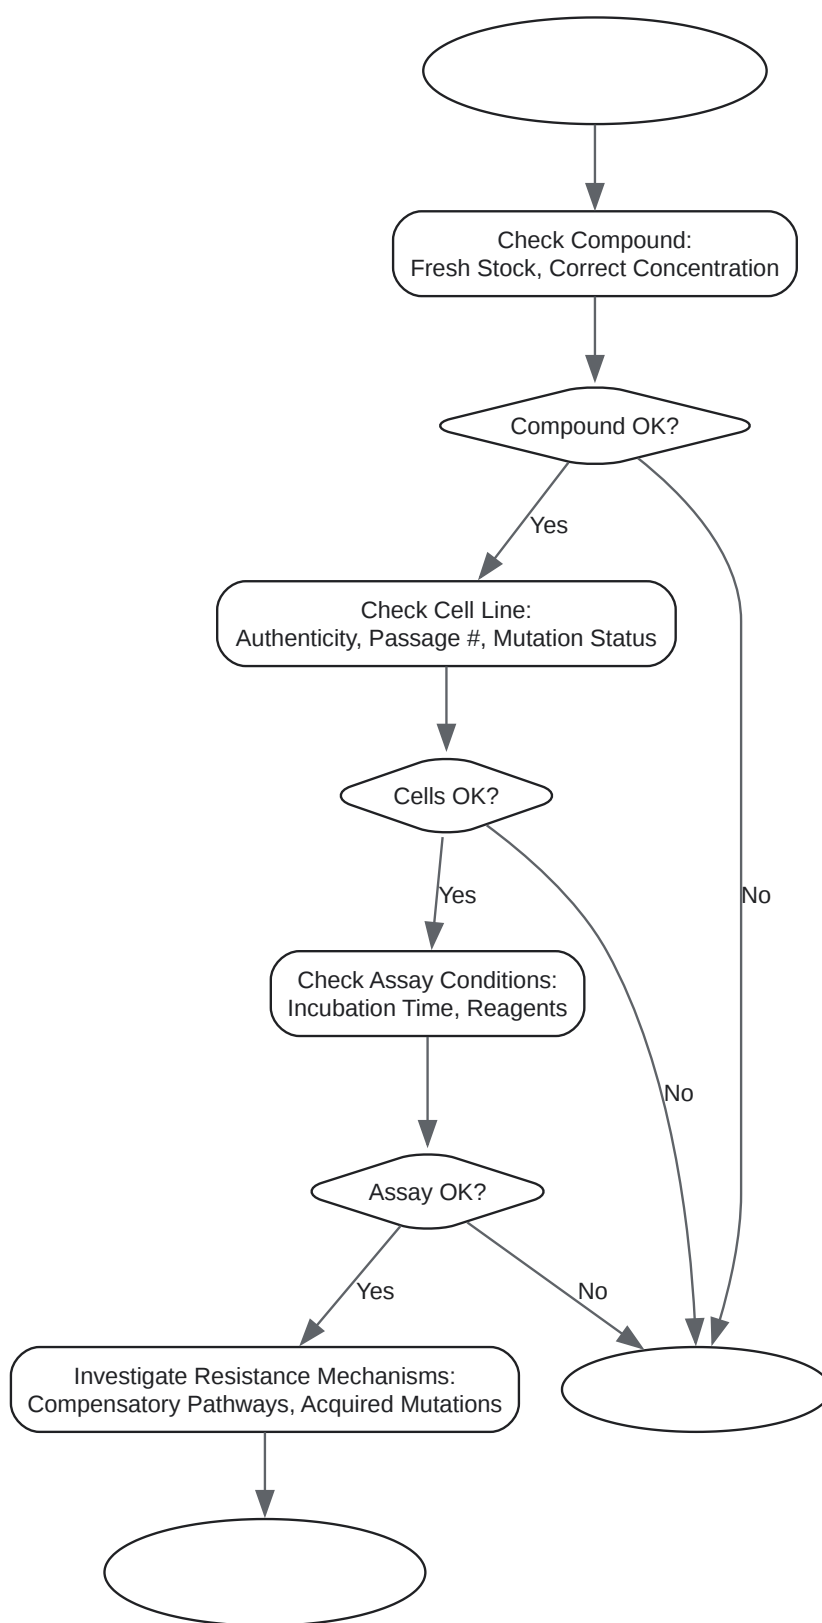 Check Compound:
Fresh Stock, Correct Concentration
Compound OK?
Yes
Check Cell Line:
Authenticity, Passage #, Mutation Status
Cells OK?
Yes
No
Check Assay Conditions:
Incubation Time, Reagents
No
Assay OK?
Yes
No
Investigate Resistance Mechanisms:
Compensatory Pathways, Acquired Mutations